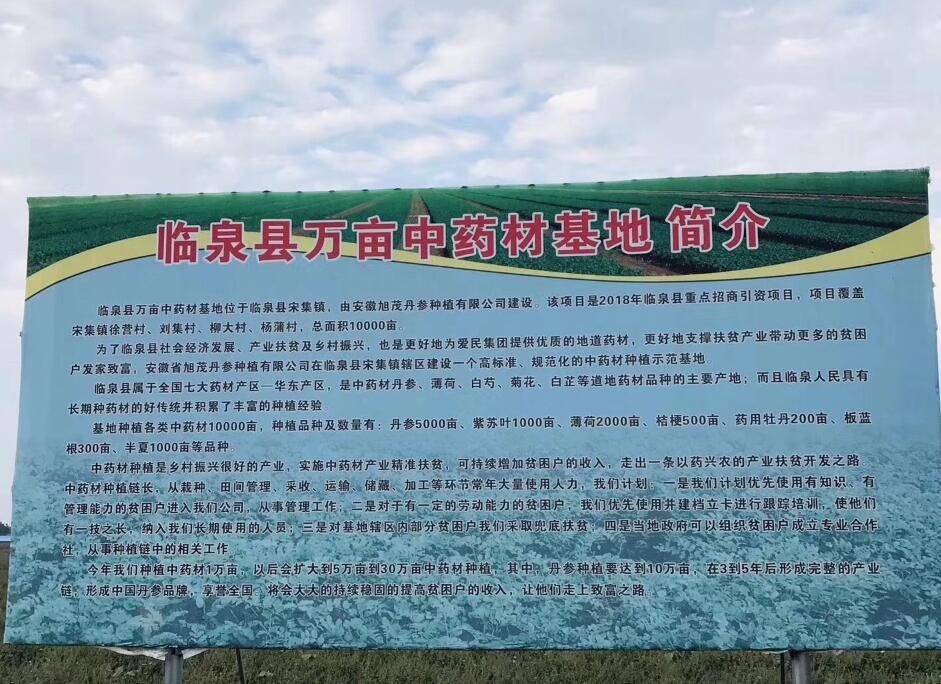 临泉县万亩中药材基地 简介
临泉县万亩中药材基地位于临泉县宋集镇，由安徽旭茂丹参种植有限公司建设。该项目是2018年临泉县重点招商引资项目，项目覆盖
宋集镇徐营村、刘集村、柳大村、杨蒲村，总面积10000亩。
为了临泉县社会经济发展、产业扶贫及乡村振兴，也是更好地为爱民集团提供优质的地道药材，更好地支撑扶贫产业带动更多的贫困
户发家致富，安徽省旭茂丹参种植有限公司在临泉县宋集镇辖区建设一个高标准、规范化的中药材种植示范基地.
临泉县属于全国七大药材产区—华东产区，是中药材丹参、薄荷、白芍、菊花、白芷等道地药材品种的主要产地；而且临泉人民具有
长期种药材的好传统并积累了丰富的种植经验。
基地种植各类中药材10000亩，种植品种及数量有：丹参5000亩、紫苏叶1000亩、薄荷2000亩、桔梗500亩、药用牡丹200亩、板蓝
根300亩、半夏1000亩等品种。
中药材种植是乡村振兴很好的产业，实施中药材产业精准扶贫，可持续增加贫困户的收入，走出一条以药兴农的产业扶贫开发之路.
中药材种植链长，从栽种、田间管理、采收、运输、储藏、加工等环节常年大量使用人力，我们计划：一是我们计划优先使用有知识、有
管理能力的贫困户进入我们公司，从事管理工作；二是对于有一定的劳动能力的贫困户，我们优先使用并建档立卡进行跟踪培训，使他们
有一技之长，纳入我们长期使用的人员；三是对基地辖区内部分贫困户我们采取兜底扶贫；四是当地政府可以组织贫困户成立专业合作
社，从事种植链中的相关工作
今年我们种植中药材1万亩，以后会扩大到5万亩到30万亩中药材种植，其中，丹参种植要达到10万亩，在3到5年后形成完整的产业
链，形成中国丹参品牌，享誉全国。将会大大的持续稳固的提高贫困户的收入，让他们走上致富之路。